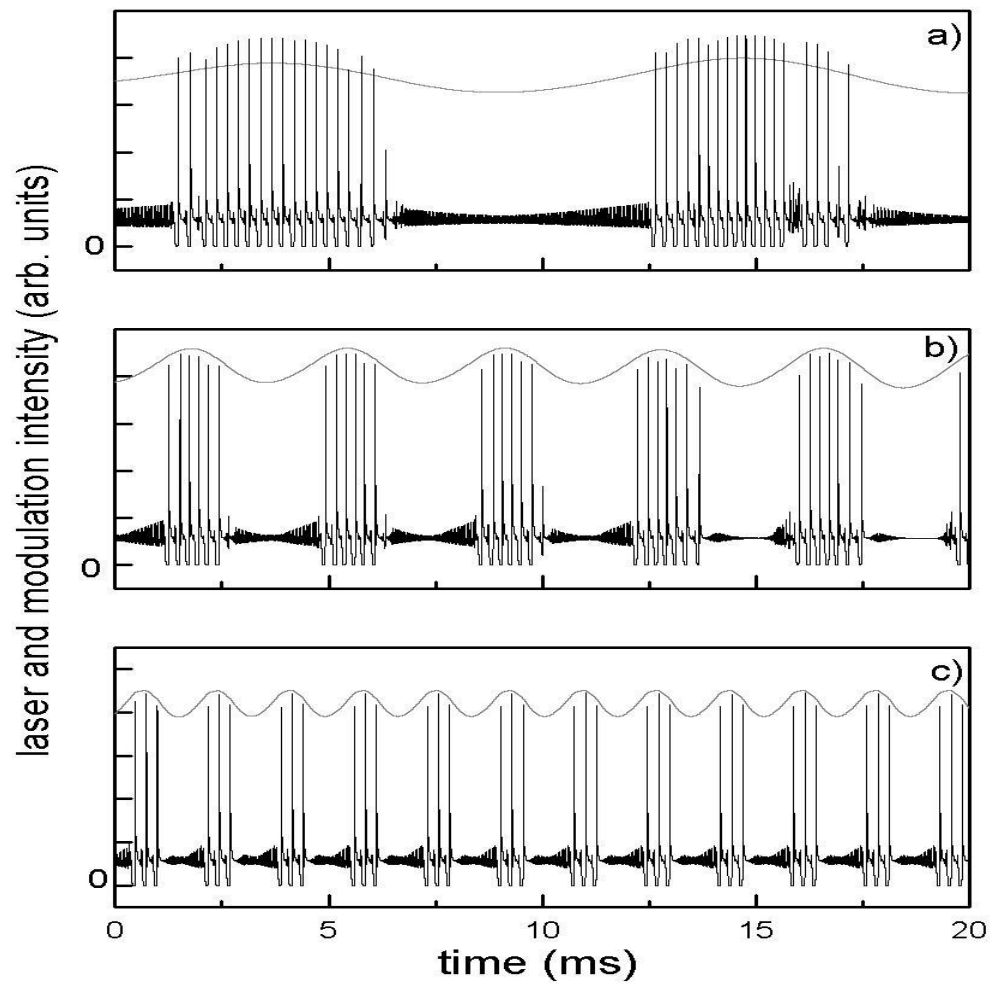 laser and modulation intensity (arb. units)
a)
0
b)
0
c)
0
0 5 10 15 20
time (ms)